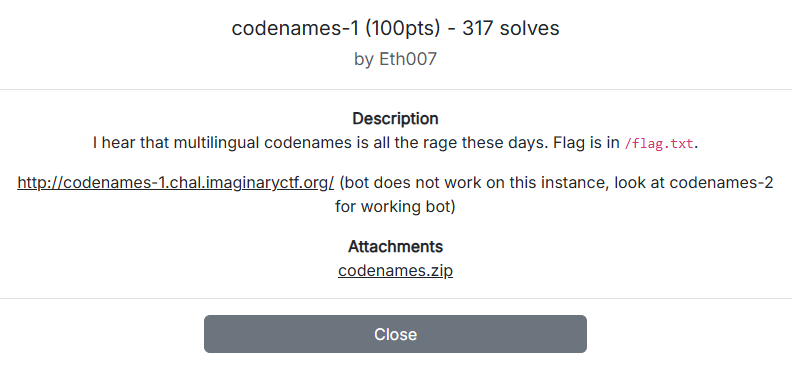 codenames-1 (100pts) - 317 solves
by Eth007
Description
I hear that multilingual codenames is all the rage these days. Flag is in /flag.txt.
http://codenames-1.chal.imaginaryctf.org/ (bot does not work on this instance, look at codenames-2
for working bot)
Attachments
codenames.zip
Close